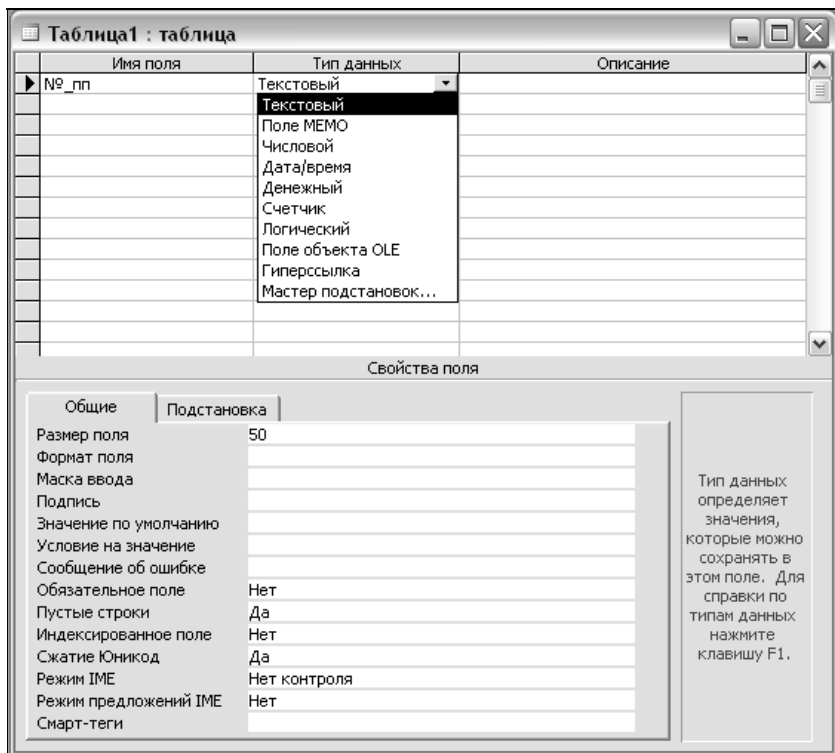 Таблица1 : таблица
Имя поля Тип данных Описание
№_пп Текстовый
Текстовый
Поле МЕМО
Числовой
Дата/время
Денежный
Счетчик
Логический
Поле объекта OLE
Гиперссылка
Мастер подстановок...
Свойства поля
Общие Подстановка
Размер поля 50
Формат поля
Маска ввода
Подпись
Значение по умолчанию
Условие на значение
Сообщение об ошибке
Обязательное поле Нет
Пустые строки Да
Индексированное поле Нет
Сжатие Юникод Да
Режим IME Нет контроля
Режим предложений IME Нет
Смарт-теги
Тип данных
определяет
значения,
которые можно
сохранять в
этом поле. Для
справки по
типам данных
нажмите
клавишу F1.